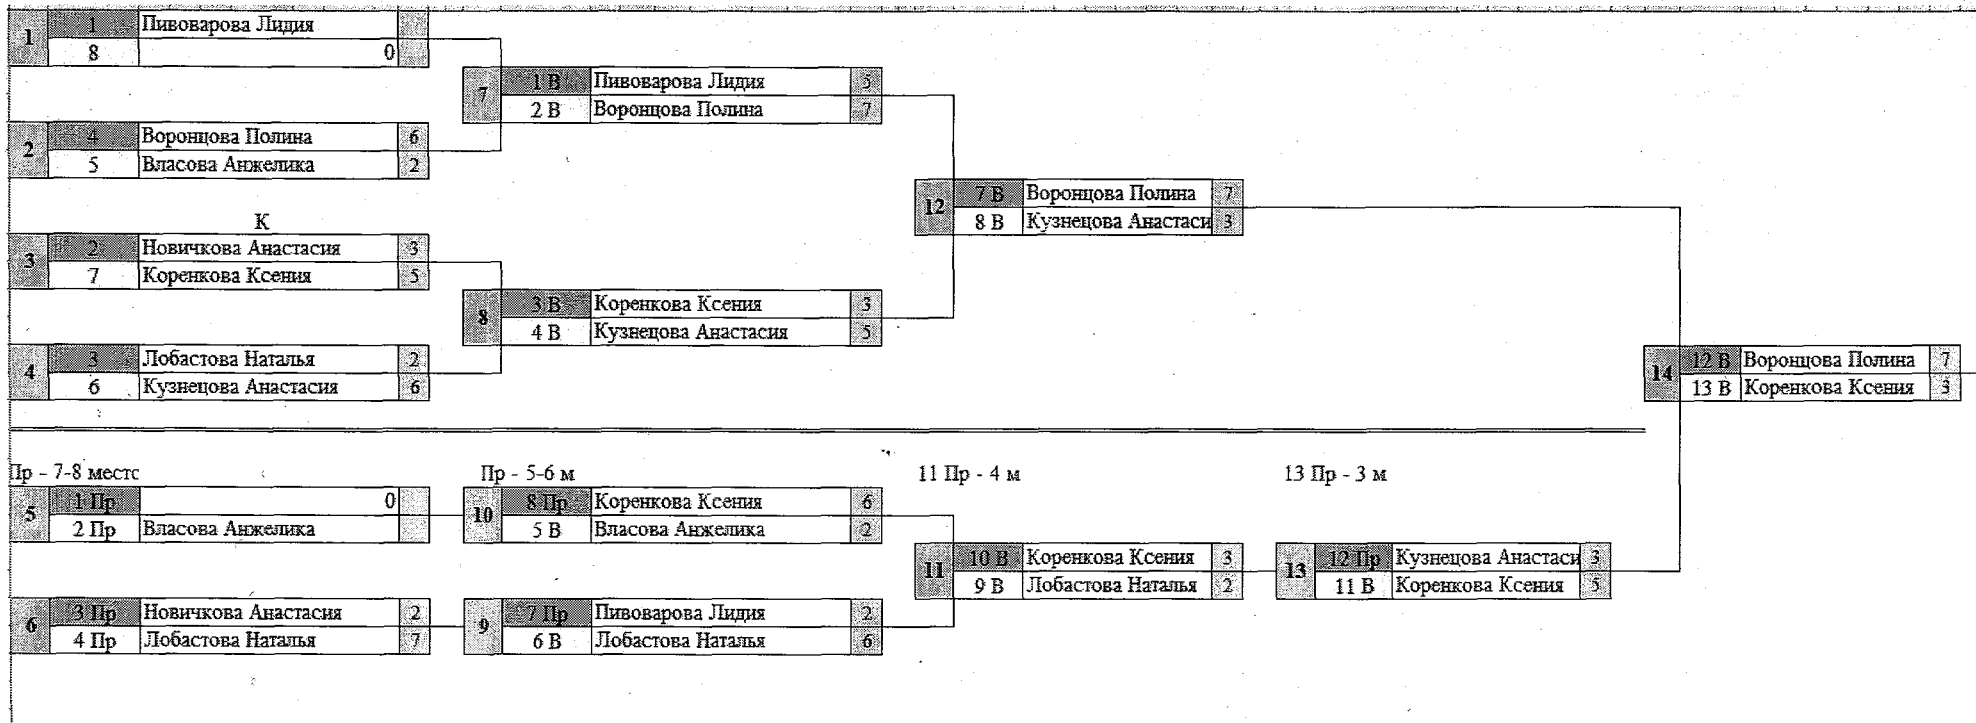 1 1 Пивоварова Лидия
8 0
2 4 Воронцова Полина 6
5 Власова Анжелика 2
К
3 2 Новичкова Анастасия 3
7 Коренкова Ксения 5
4 3 Лобастова Наталья 2
6 Кузнецова Анастасия 6
7 1 В Пивоварова Лидия 5
2 В Воронцова Полина 7
8 3 В Коренкова Ксения 3
4 В Кузнецова Анастасия 5
12 7 В Воронцова Полина 7
8 В Кузнецова Анастаси 3
14 12 В Воронцова Полина 7
13 В Коренкова Ксения 3
Пр - 7-8 местс
5 1 Пр 0
2 Пр Власова Анжелика
6 3 Пр Новичкова Анастасия 2
4 Пр Лобастова Наталья 7
Пр - 5-6 м
10 8 Пр Коренкова Ксения 6
5 В Власова Анжелика 2
9 7 Пр Пивоварова Лидия 2
6 В Лобастова Наталья 6
11 Пр - 4 м
11 10 В Коренкова Ксения 3
9 В Лобастова Наталья 2
13 Пр - 3 м
13 12 Пр Кузнецова Анастаси 3
11 В Коренкова Ксения 5